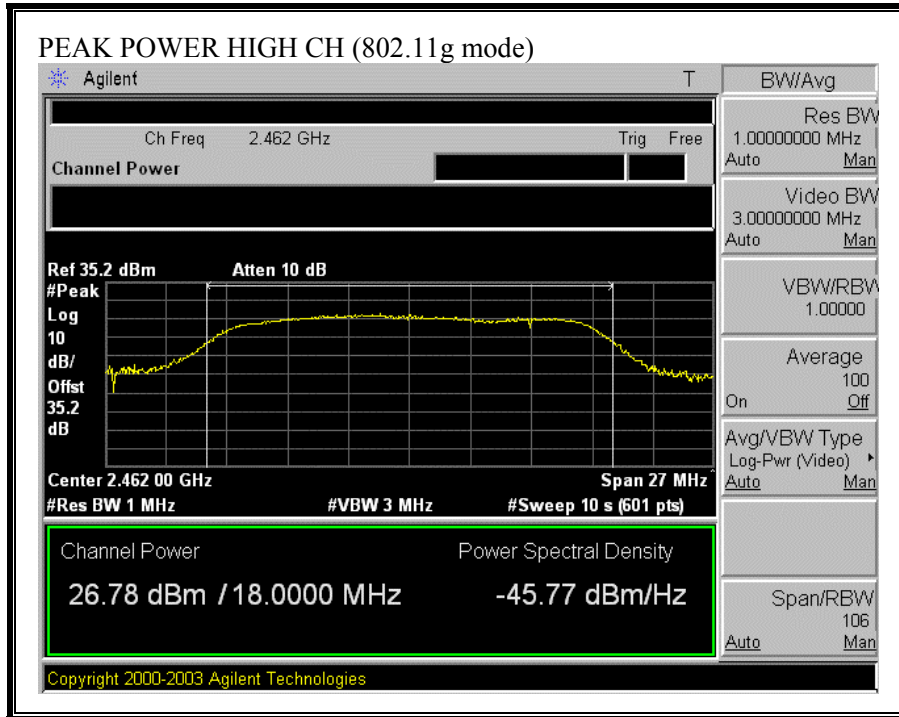 PEAK POWER HIGH CH (802.11g mode)
Agilent T BW/Avg
Ch Freq 2.462 GHz Trig Free
Channel Power
Res BW
1.00000000 MHz
Auto Man
Video BW
3.00000000 MHz
Auto Man
VBW/RBW
1.00000
Average
100
On Off
Avg/VBW Type
Log-Pwr (Video)
Auto Man
Span/RBW
106
Auto Man
Ref 35.2 dBm Atten 10 dB
#Peak
Log
10
dB/
Offst
35.2
dB
Center 2.462 00 GHz Span 27 MHz
#Res BW 1 MHz #VBW 3 MHz #Sweep 10 s (601 pts)
Channel Power Power Spectral Density
26.78 dBm / 18.0000 MHz -45.77 dBm/Hz
Copyright 2000-2003 Agilent Technologies